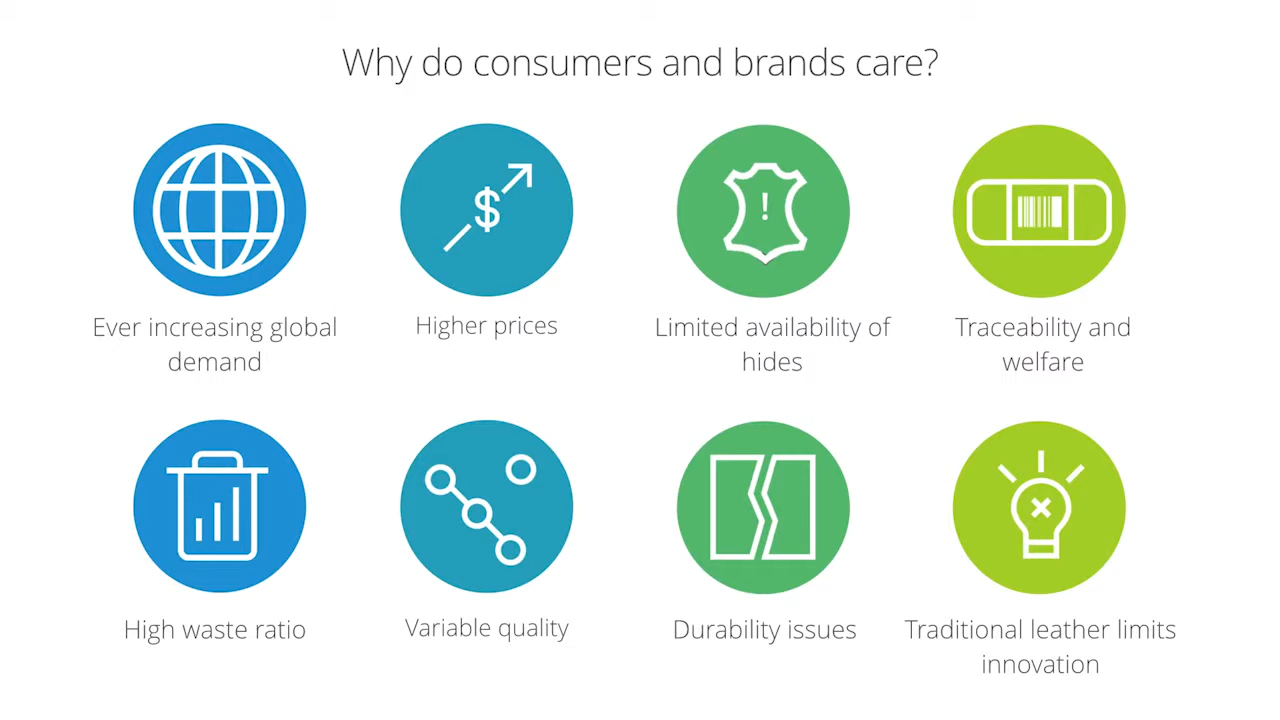 Why do consumers and brands care?
$
!
Ever increasing global
demand
Higher prices
Limited availability of
hides
Traceability and
welfare
High waste ratio
Variable quality
Durability issues
Traditional leather limits
innovation